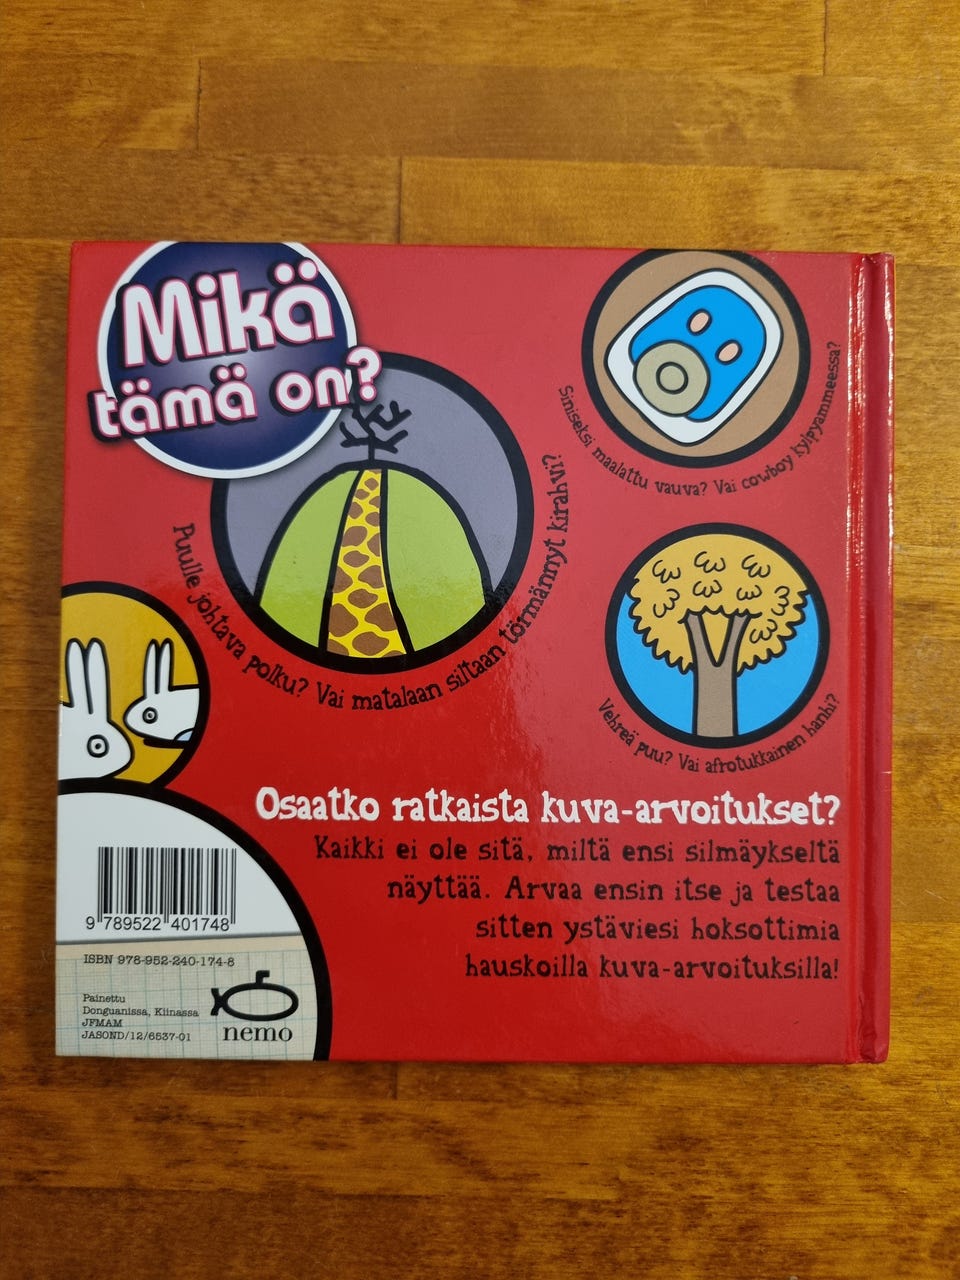 Mikä
tämä on?
Siniseksi maalattu vauva? Vai cowboy kylpyammeessa?
Puulle johtava polku? Vai matalaan siltaan törmännyt kirahvi?
Vehreä puu? Vai afrotukkainen hanhi?
Osaatko ratkaista kuva-arvoitukset?
Kaikki ei ole sitä, miltä ensi silmäykseltä
näyttää. Arvaa ensin itse ja testaa
sitten ystäviesi hoksottimia
hauskoilla kuva-arvoituksilla!
9 789522 401748
ISBN 978-952-240-174-8
Painettu
Donguanissa, Kiinassa
JFMAM
JASOND/12/6537-01
nemo